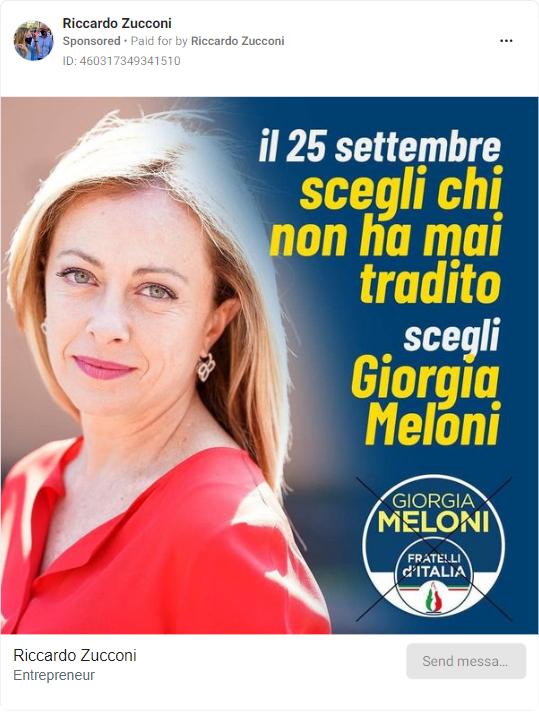 Riccardo Zucconi
Sponsored • Paid for by Riccardo Zucconi
ID: 460317349341510
il 25 settembre
scegli chi
non ha mai
tradito
scegli
Giorgia
Meloni
GIORGIA
MELONI
FRATELLI
d'ITALIA
Riccardo Zucconi
Entrepreneur
Send messa...